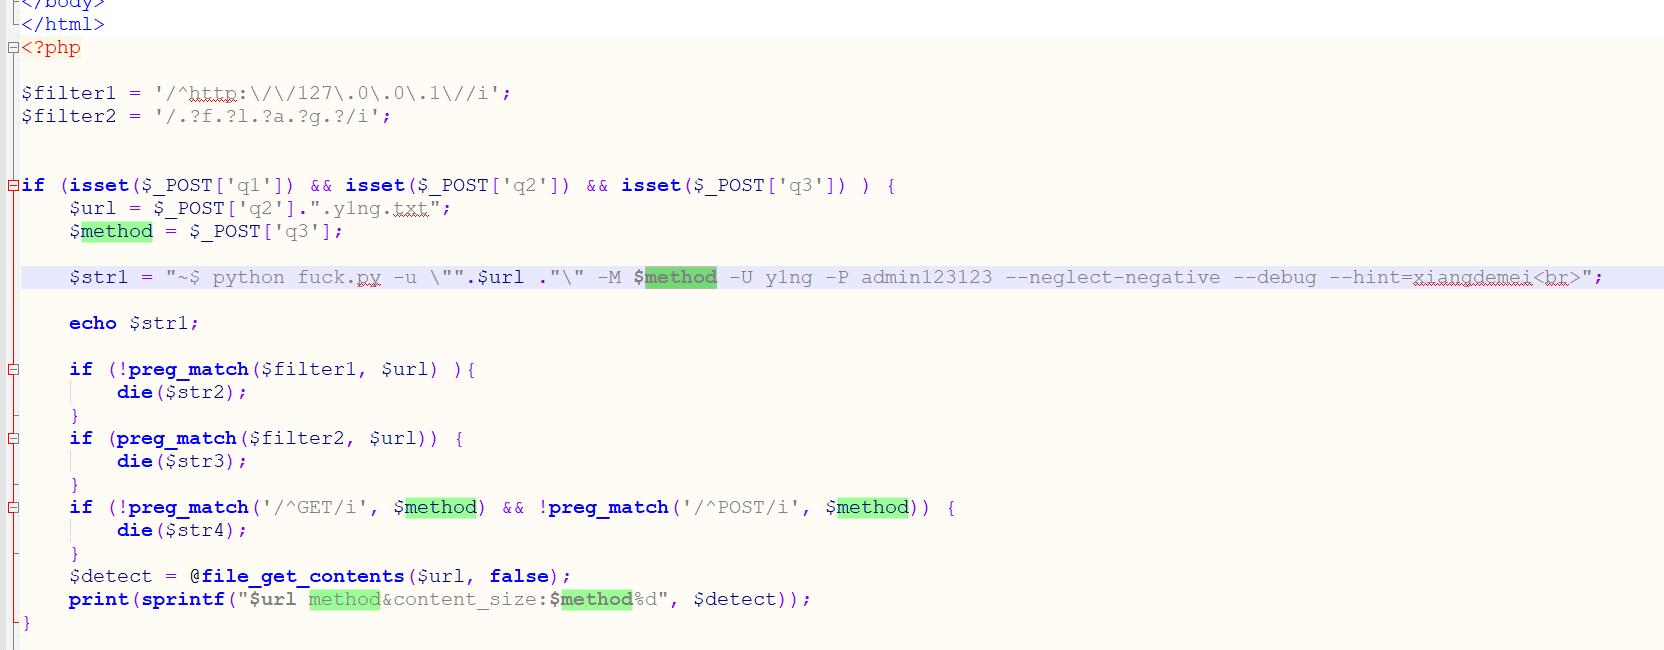 </body>
</html>
<?php
$filter1 = '/^http:\/\/127\.0\.0\.1\//i';
$filter2 = '/.?f.?l.?a.?g.?/i';
if (isset($_POST['q1']) && isset($_POST['q2']) && isset($_POST['q3']) ) {
$url = $_POST['q2'].".y1ng.txt";
$method = $_POST['q3'];
$str1 = "~$ python fuck.py -u \"".$url ."\" -M $method -U y1ng -P admin123123 --neglect-negative --debug --hint=xiangdemei<br>";
echo $str1;
if (!preg_match($filter1, $url) ){
die($str2);
}
if (preg_match($filter2, $url)) {
die($str3);
}
if (!preg_match('/^GET/i', $method) && !preg_match('/^POST/i', $method)) {
die($str4);
}
$detect = @file_get_contents($url, false);
print(sprintf("$url method&content_size:$method%d", $detect));
}